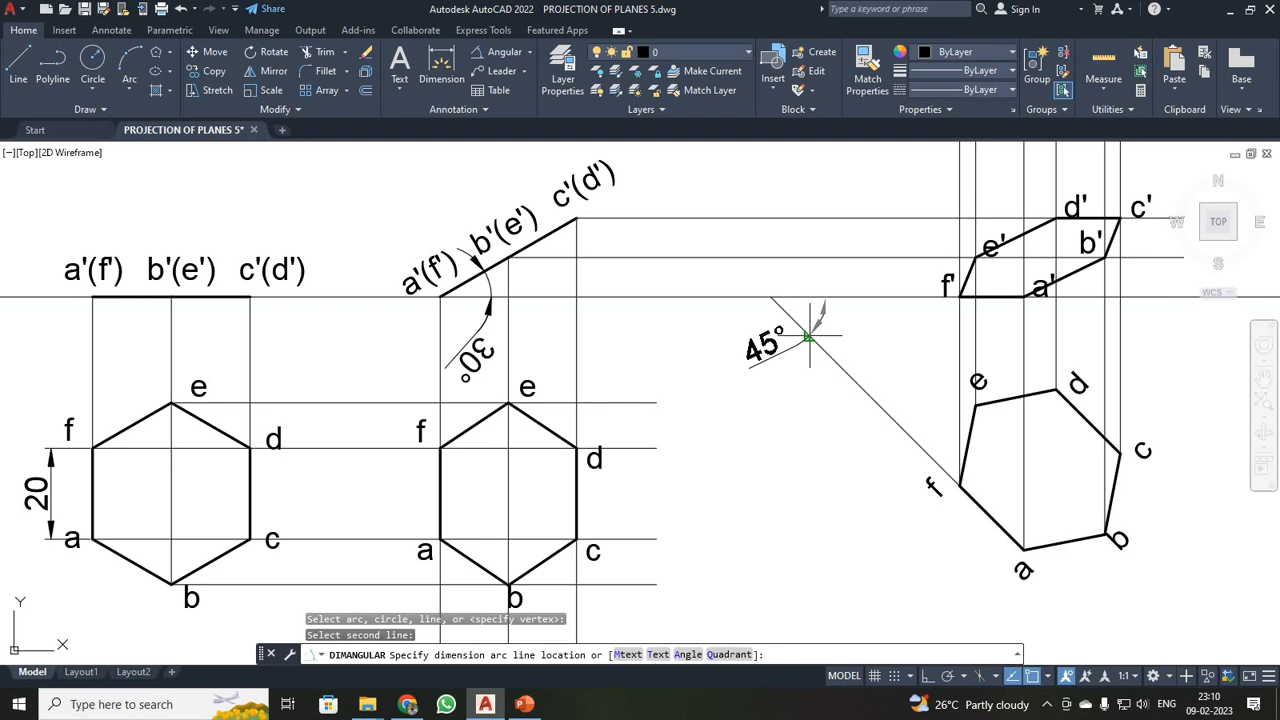 Share
Autodesk AutoCAD 2022 PROJECTION OF PLANES 5.dwg
Type a keyword or phrase
Sign In
Home Insert Annotate Parametric View Manage Output Add-ins Collaborate Express Tools Featured Apps
Line Polyline Circle Arc
Move Rotate Trim
Copy Mirror Fillet
Stretch Scale Array
Text Dimension
Angular
Leader
Table
Layer Properties
0
Make Current
Match Layer
Insert
Create
Edit
Match Properties
ByLayer
ByLayer
ByLayer
Group
Measure
Paste
Base
Draw Modify Annotation Layers Block Properties Groups Utilities Clipboard View
Start PROJECTION OF PLANES 5*
[−][Top][2D Wireframe]
N
W TOP E
S
WCS
a'(f') b'(e') c'(d')
a'(f') b'(e') c'(d')
30°
45°
d' c'
e' b'
f' a'
e
f d
20
a c
b
e
f d
a c
b
e d
c
f
b
a
Y
X
Select arc, circle, line, or <specify vertex>:
Select second line:
DIMANGULAR Specify dimension arc line location or [Mtext Text Angle Quadrant]:
Model Layout1 Layout2
MODEL
1:1
Type here to search
26°C Partly cloudy
ENG
23:10
09-02-2023